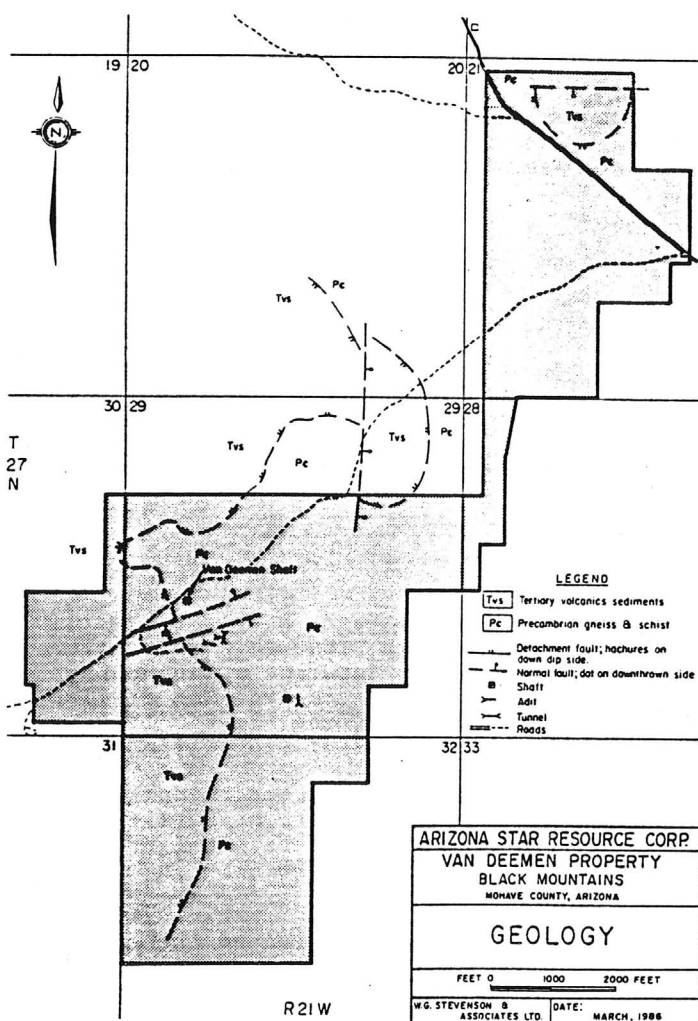 C
19 20
20 21
Pc
Tvs
Pc
N
Tvs
Pc
30 29
29 28
T
27
N
Tvs
Pc
Tvs
Pc
Tvs
Pc
Van Deemen Shaft
Pc
Tvs
31
32 33
Tvs
Pc
LEGEND
Tvs Tertiary volcanics sediments
Pc Precambrian gneiss & schist
Detachment fault; hachures on
down dip side.
Normal fault; dot on downthrown side
Shaft
Adit
Tunnel
Roads
ARIZONA STAR RESOURCE CORP.
VAN DEEMEN PROPERTY
BLACK MOUNTAINS
MOHAVE COUNTY, ARIZONA
GEOLOGY
FEET 0 1000 2000 FEET
W.G. STEVENSON &
ASSOCIATES LTD.
DATE:
MARCH, 1986
R21W